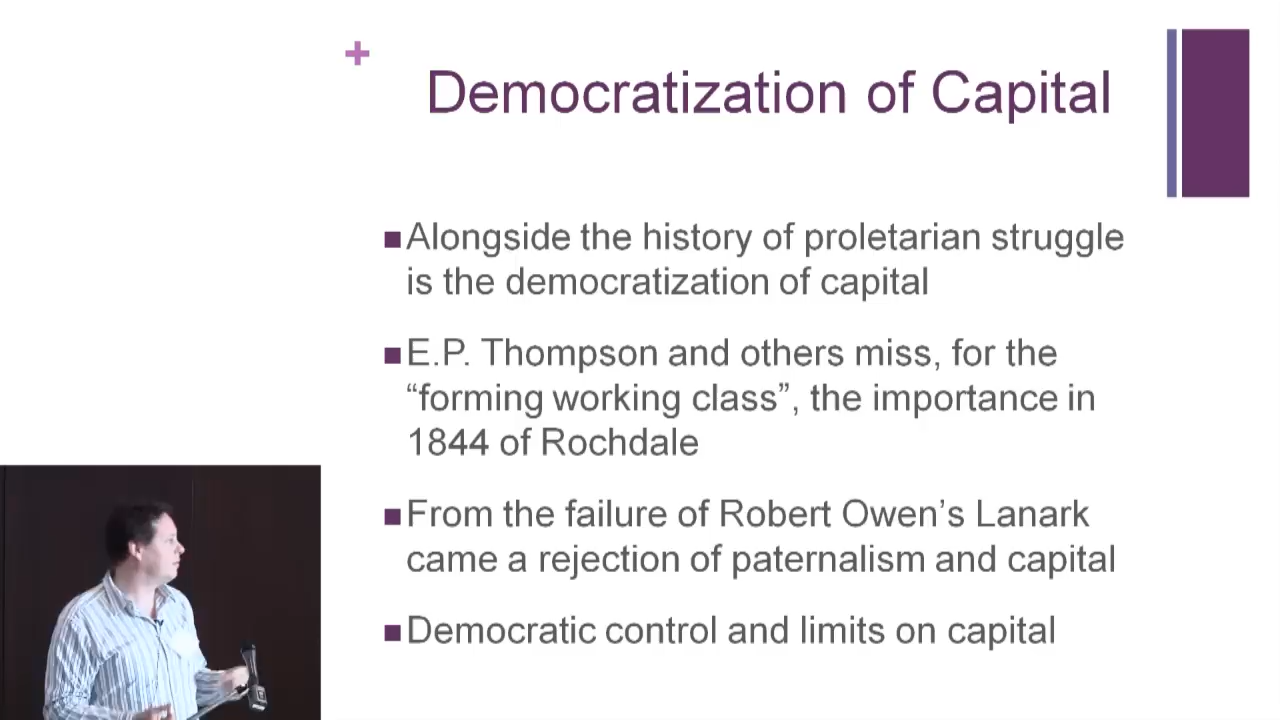 Democratization of Capital
Alongside the history of proletarian struggle
is the democratization of capital
E.P. Thompson and others miss, for the
“forming working class”, the importance in
1844 of Rochdale
From the failure of Robert Owen’s Lanark
came a rejection of paternalism and capital
Democratic control and limits on capital